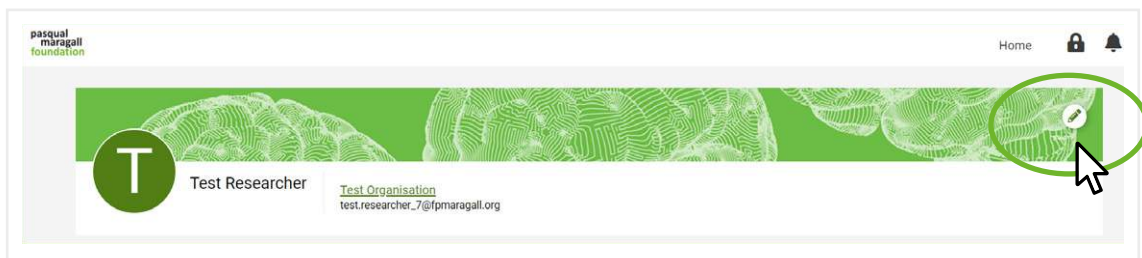 pasqual
maragall
foundation
Home
T
Test Researcher
Test Organisation
test.researcher_7@fpmaragall.org